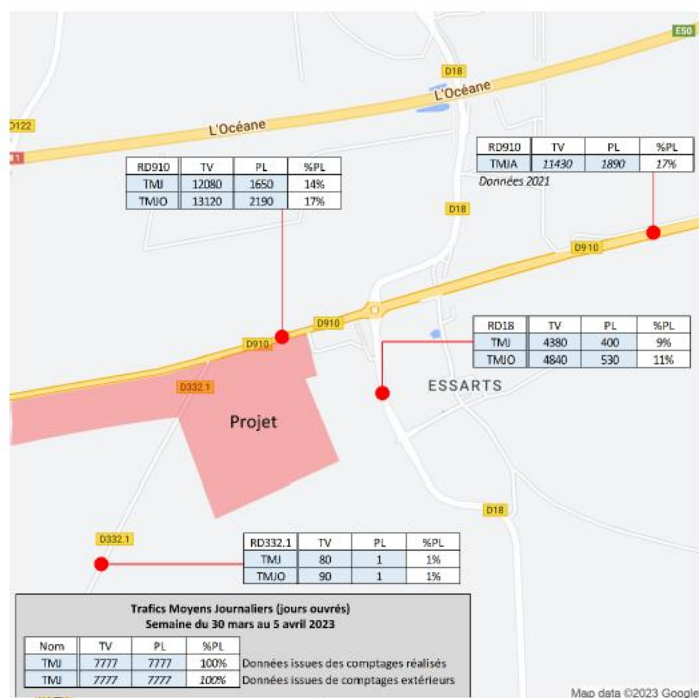 E50
D18
L'Océane
D122
L'Océane
RD910 TV PL %PL
TMJA 11430 1890 17%
Données 2021
RD910 TV PL %PL
TMJ 12080 1650 14%
TMJO 13120 2190 17%
D18
D910
D910
D910
RD18 TV PL %PL
TMJ 4380 400 9%
TMJO 4840 530 11%
D332.1
ESSARTS
Projet
D18
D332.1
RD332.1 TV PL %PL
TMJ 80 1 1%
TMJO 90 1 1%
Trafics Moyens Journaliers (jours ouvrés)
Semaine du 30 mars au 5 avril 2023
Nom TV PL %PL
TMJ 7777 7777 100% Données issues des comptages réalisés
TMJ 7777 7777 100% Données issues de comptages extérieurs
Map data ©2023 Google